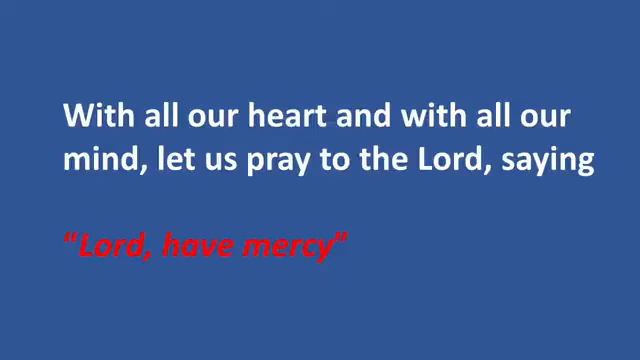 With all our heart and with all our
mind, let us pray to the Lord, saying
“Lord, have mercy”